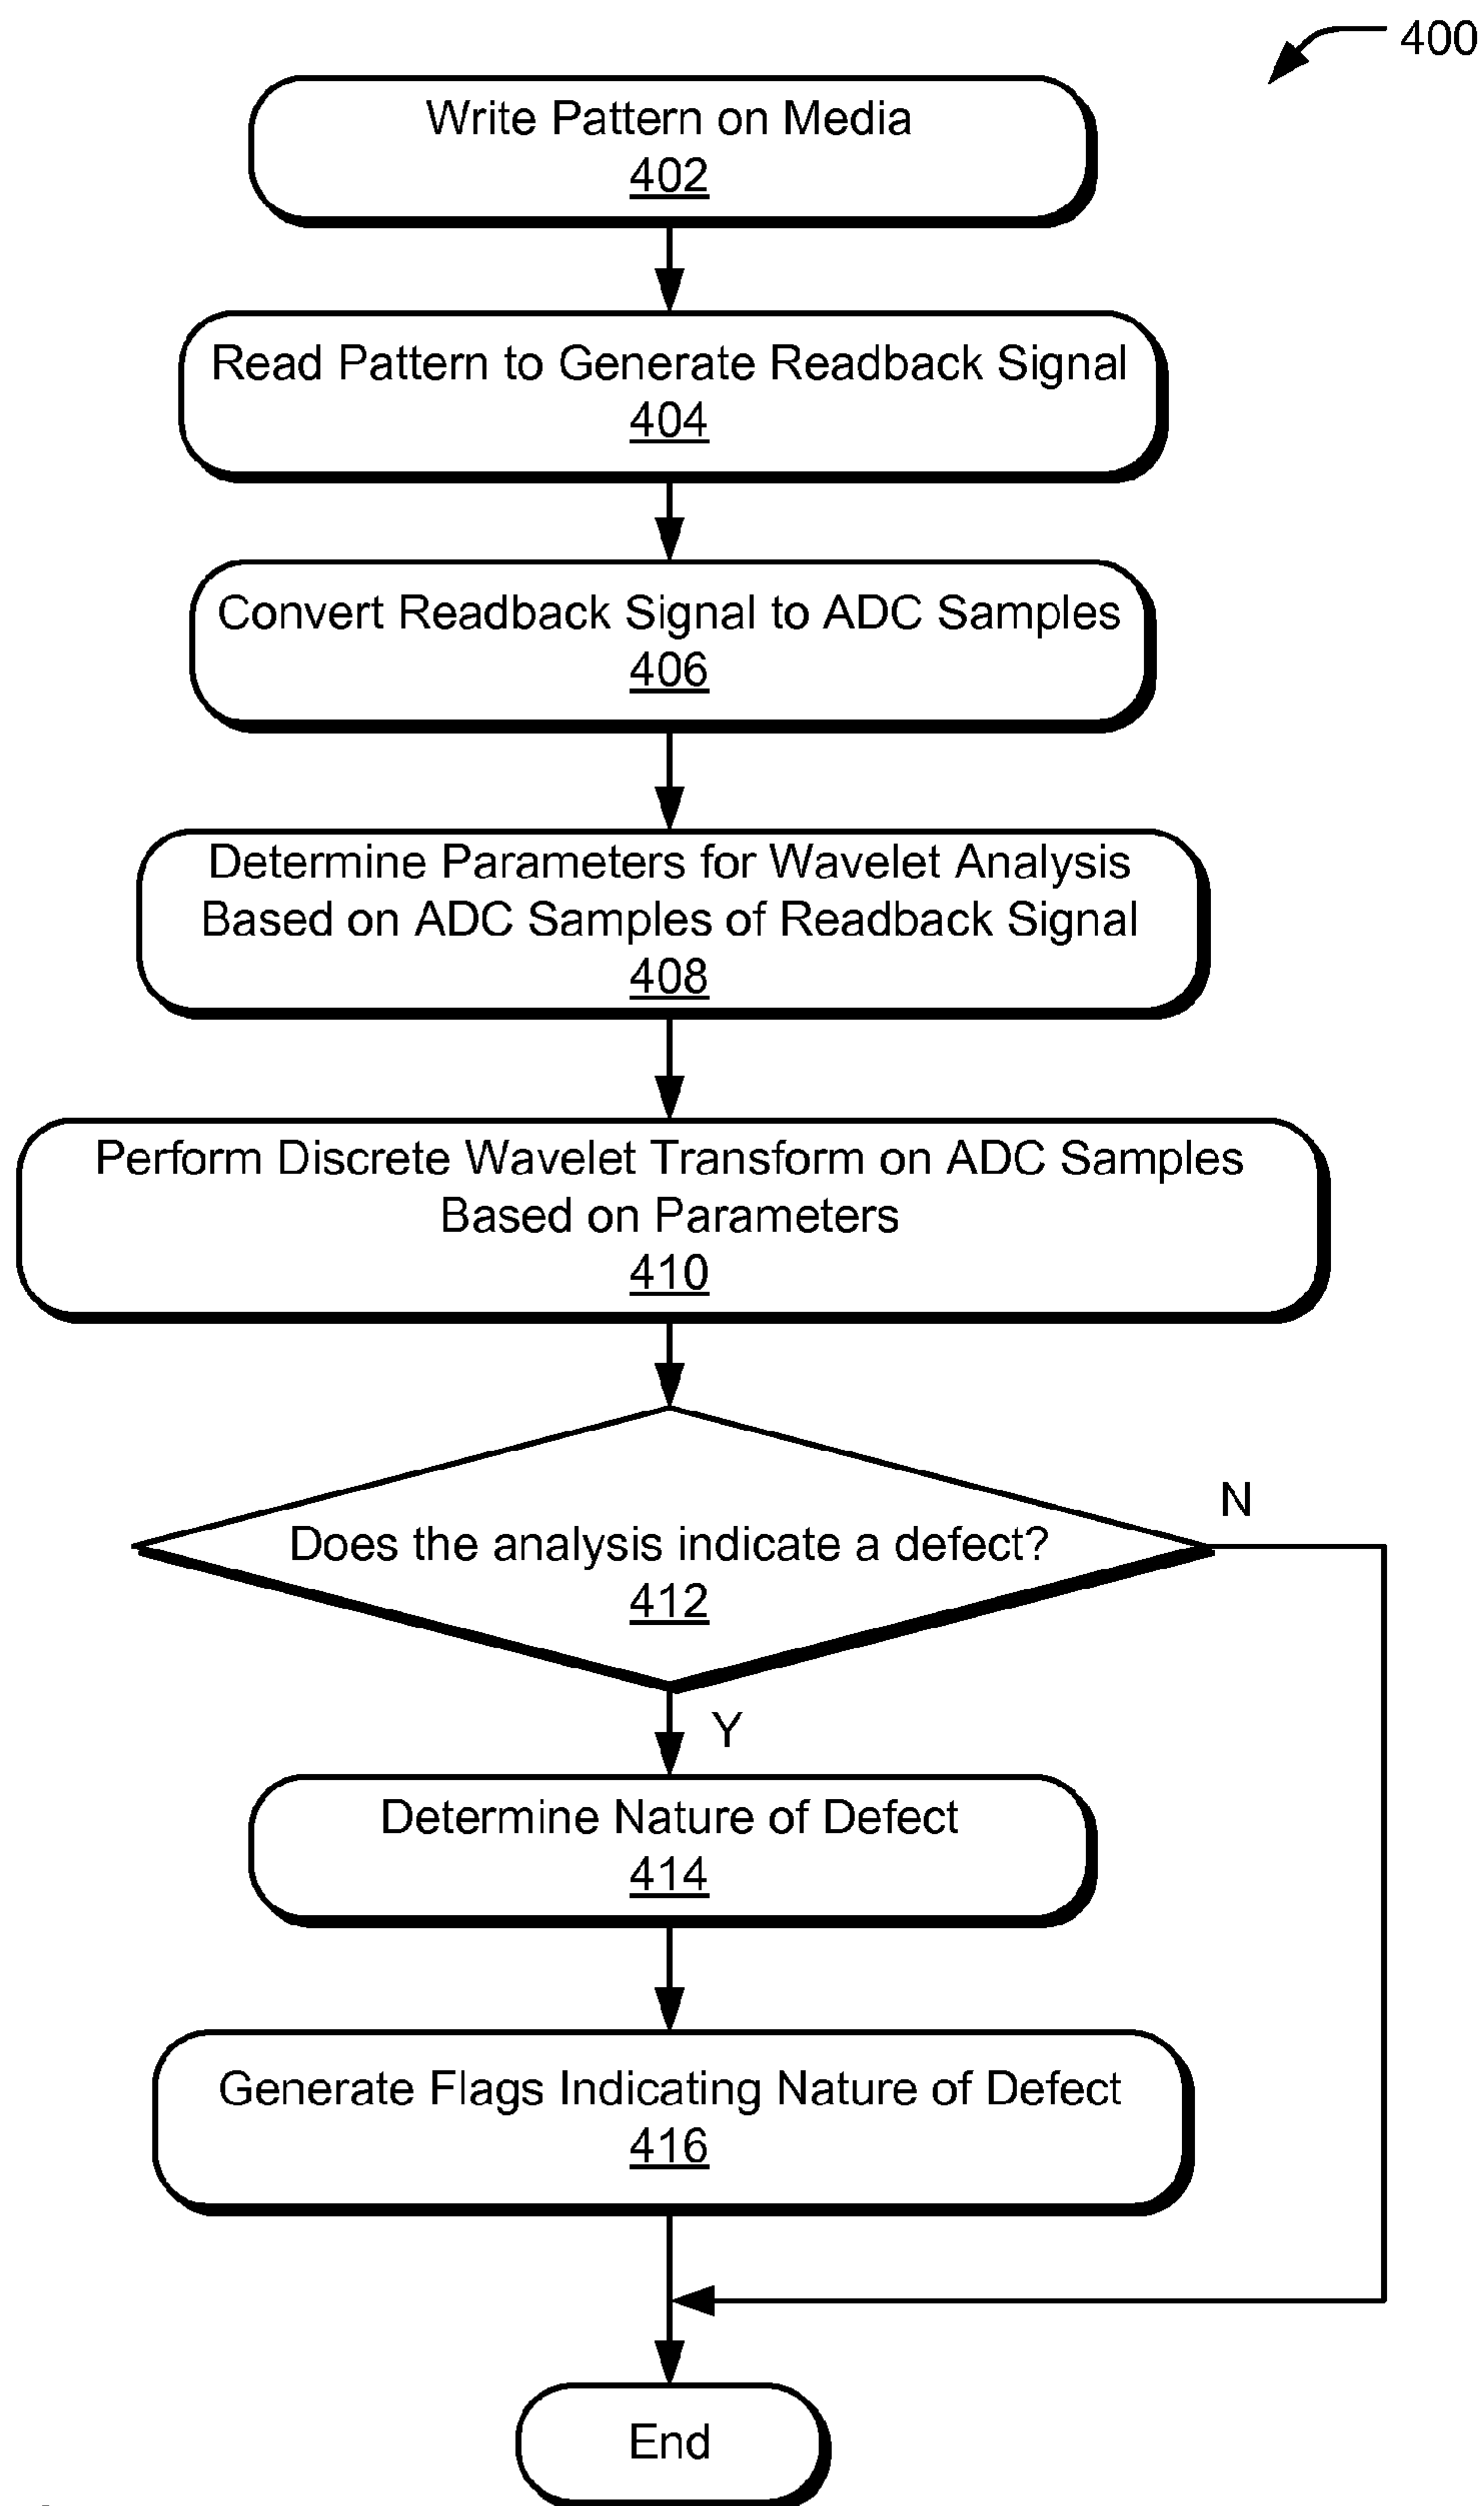 400
Write Pattern on Media
402
Read Pattern to Generate Readback Signal
404
Convert Readback Signal to ADC Samples
406
Determine Parameters for Wavelet Analysis
Based on ADC Samples of Readback Signal
408
Perform Discrete Wavelet Transform on ADC Samples
Based on Parameters
410
N
Does the analysis indicate a defect?
412
Y
Determine Nature of Defect
414
Generate Flags Indicating Nature of Defect
416
End